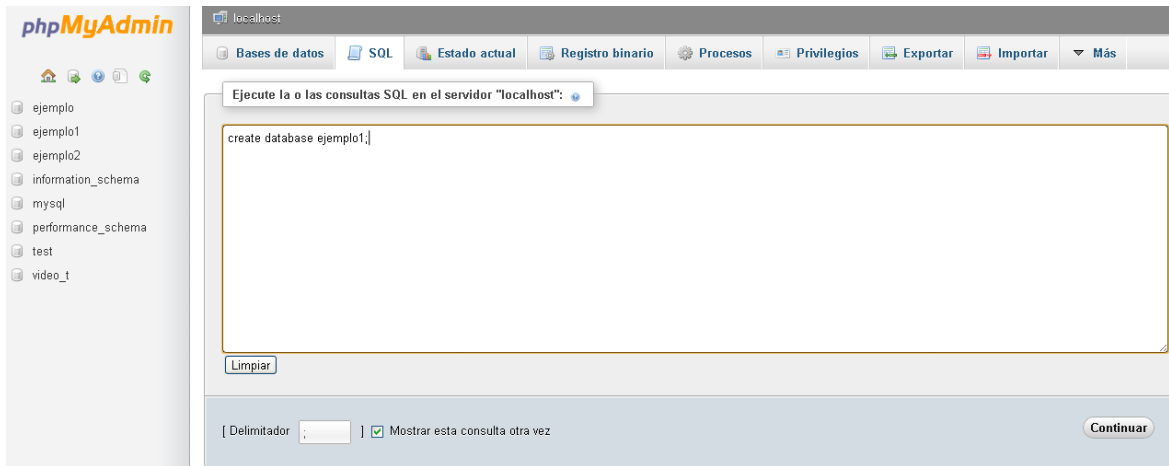 phpMyAdmin
localhost
Bases de datos SQL Estado actual Registro binario Procesos Privilegios Exportar Importar Más
ejemplo
ejemplo1
ejemplo2
information_schema
mysql
performance_schema
test
video_t
Ejecute la o las consultas SQL en el servidor "localhost":
create database ejemplo1;
Limpiar
[ Delimitador ; ] Mostrar esta consulta otra vez
Continuar